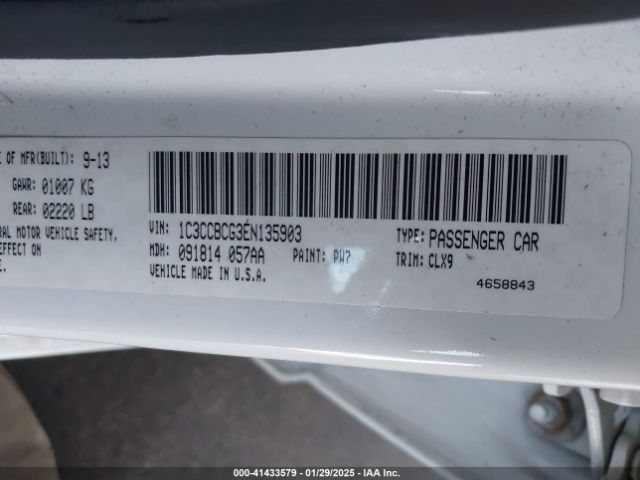 E OF MFR(BUILT): 9-13
GAWR: 01007 KG
REAR: 02220 LB
RAL MOTOR VEHICLE SAFETY,
EFFECT ON
E.
VIN: 1C3CCBCG3EN135903
TYPE: PASSENGER CAR
MDH: 091814 057AA
PAINT: PW7
TRIM: CLX9
VEHICLE MADE IN U.S.A.
4658843
000-41433579 | 01/29/2025 | IAA Inc.